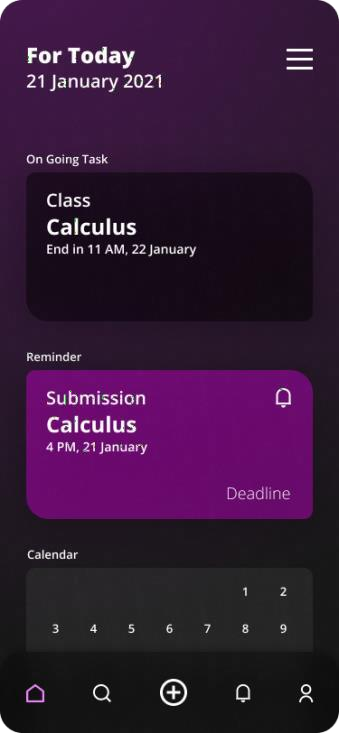 For Today
21 January 2021
On Going Task
Class
Calculus
End in 11 AM, 22 January
Reminder
Submission
Calculus
4 PM, 21 January
Deadline
Calendar
1 2
3 4 5 6 7 8 9